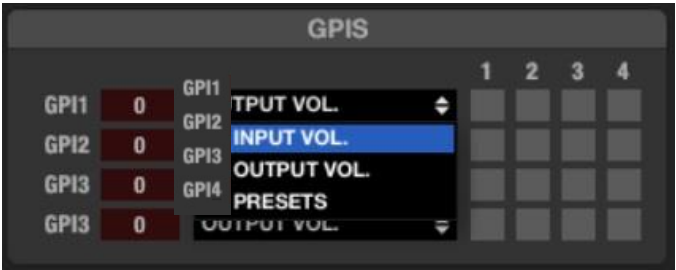 GPIS
1 2 3 4
GPI1 0 GPI1 TPUT VOL.
GPI2 0 GPI2 INPUT VOL.
GPI3 0 GPI3 OUTPUT VOL.
GPI4 PRESETS
GPI3 0 OUTPUT VOL.